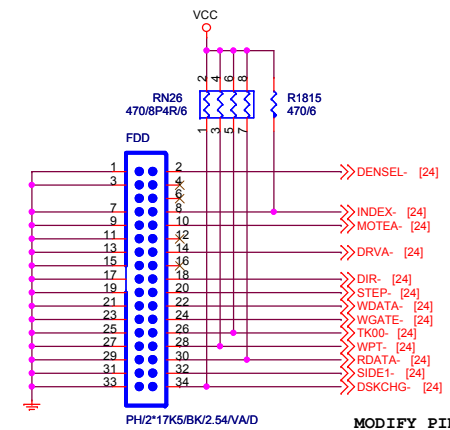 VCC
2 4 6 8
RN26
470/8P4R/6
R1815
470/6
1 3 5 7
FDD
1 2 DENSEL- [24]
3 4
6
7 8 INDEX- [24]
9 10 MOTEA- [24]
11 12
13 14 DRVA- [24]
15 16
17 18 DIR- [24]
19 20 STEP- [24]
21 22 WDATA- [24]
23 24 WGATE- [24]
25 26 TK00- [24]
27 28 WPT- [24]
29 30 RDATA- [24]
31 32 SIDE1- [24]
33 34 DSKCHG- [24]
PH/2*17K5/BK/2.54/VA/D
MODIFY PI